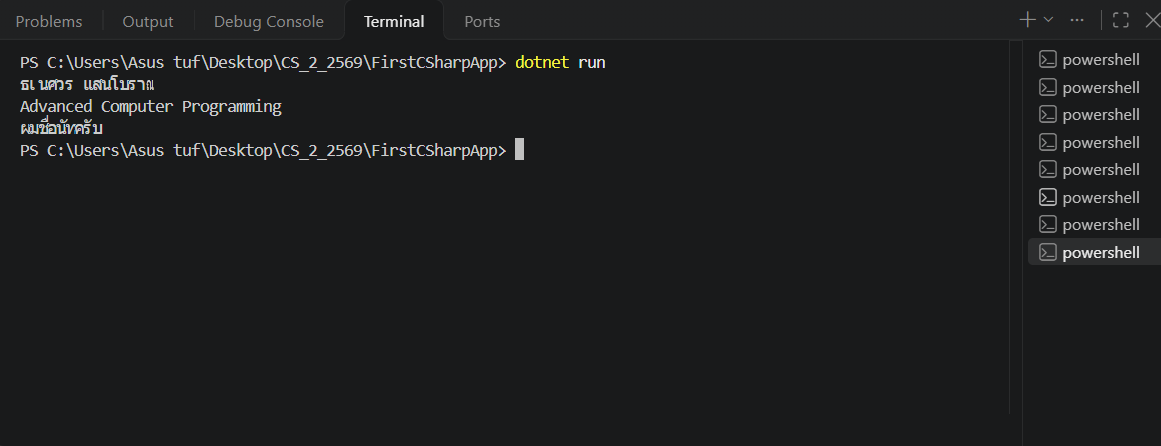 Problems Output Debug Console Terminal Ports
PS C:\Users\Asus tuf\Desktop\CS_2_2569\FirstCSharpApp> dotnet run
ธเนศวร แสนโบราณ
Advanced Computer Programming
ผมชื่อนัทครับ
PS C:\Users\Asus tuf\Desktop\CS_2_2569\FirstCSharpApp>
powershell
powershell
powershell
powershell
powershell
powershell
powershell
powershell